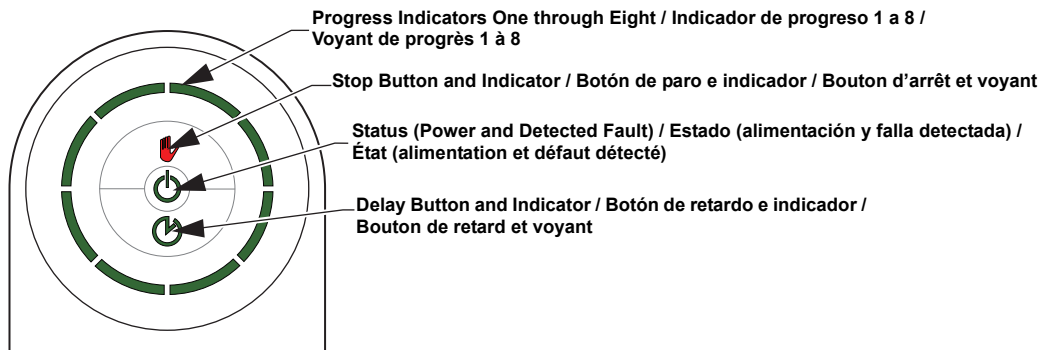 Progress Indicators One through Eight / Indicador de progreso 1 a 8 /
Voyant de progrès 1 à 8
Stop Button and Indicator / Botón de paro e indicador / Bouton d’arrêt et voyant
Status (Power and Detected Fault) / Estado (alimentación y falla detectada) /
État (alimentation et défaut détecté)
Delay Button and Indicator / Botón de retardo e indicador /
Bouton de retard et voyant